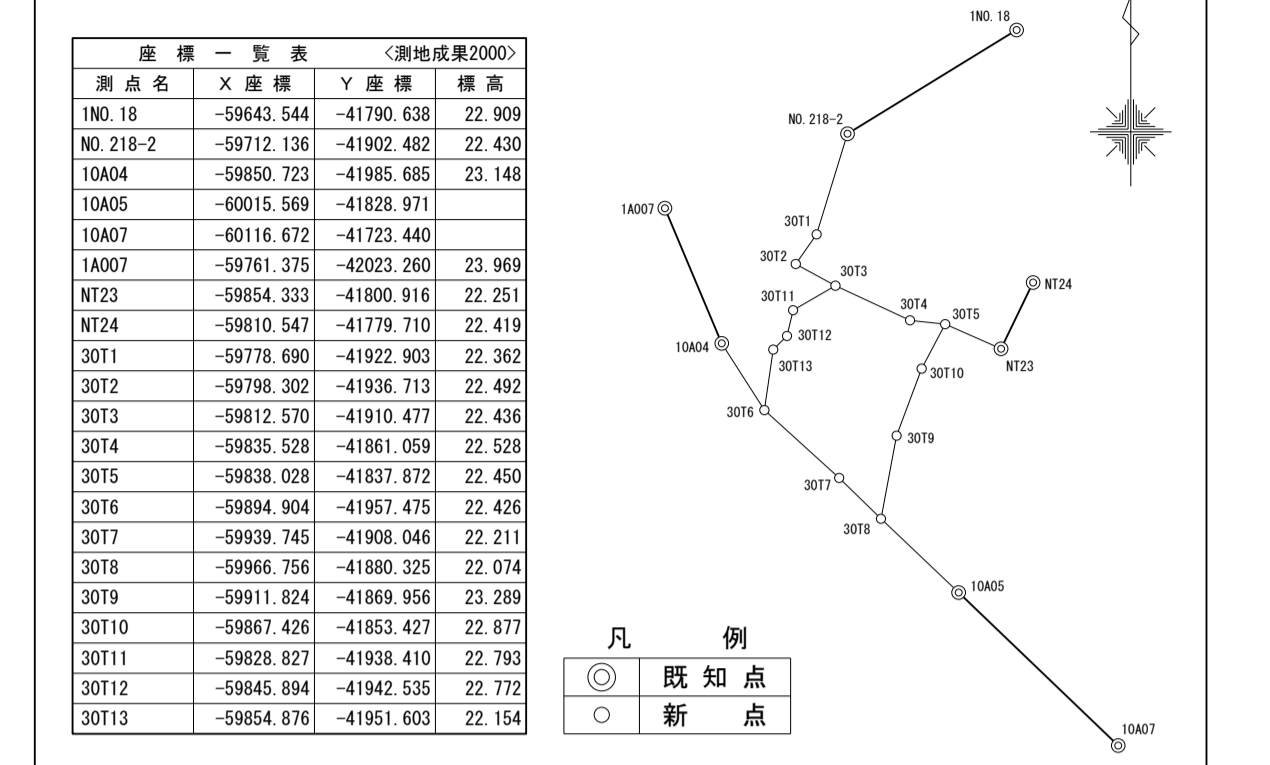 座 標 一 覧 表 <測地成果2000>
測 点 名 X 座 標 Y 座 標 標 高
1NO.18 -59643.544 -41790.638 22.909
NO.218-2 -59712.136 -41902.482 22.430
10A04 -59850.723 -41985.685 23.148
10A05 -60015.569 -41828.971
10A07 -60116.672 -41723.440
1A007 -59761.375 -42023.260 23.969
NT23 -59854.333 -41800.916 22.251
NT24 -59810.547 -41779.710 22.419
30T1 -59778.690 -41922.903 22.362
30T2 -59798.302 -41936.713 22.492
30T3 -59812.570 -41910.477 22.436
30T4 -59835.528 -41861.059 22.528
30T5 -59838.028 -41837.872 22.450
30T6 -59894.904 -41957.475 22.426
30T7 -59939.745 -41908.046 22.211
30T8 -59966.756 -41880.325 22.074
30T9 -59911.824 -41869.956 23.289
30T10 -59867.426 -41853.427 22.877
30T11 -59828.827 -41938.410 22.793
30T12 -59845.894 -41942.535 22.772
30T13 -59854.876 -41951.603 22.154
1NO.18
NO.218-2
1A007
30T1
30T2
30T3
NT24
30T11
30T4
30T5
30T12
10A04
30T13
NT23
30T10
30T6
30T9
30T7
30T8
10A05
10A07
凡 例
既 知 点
新 点